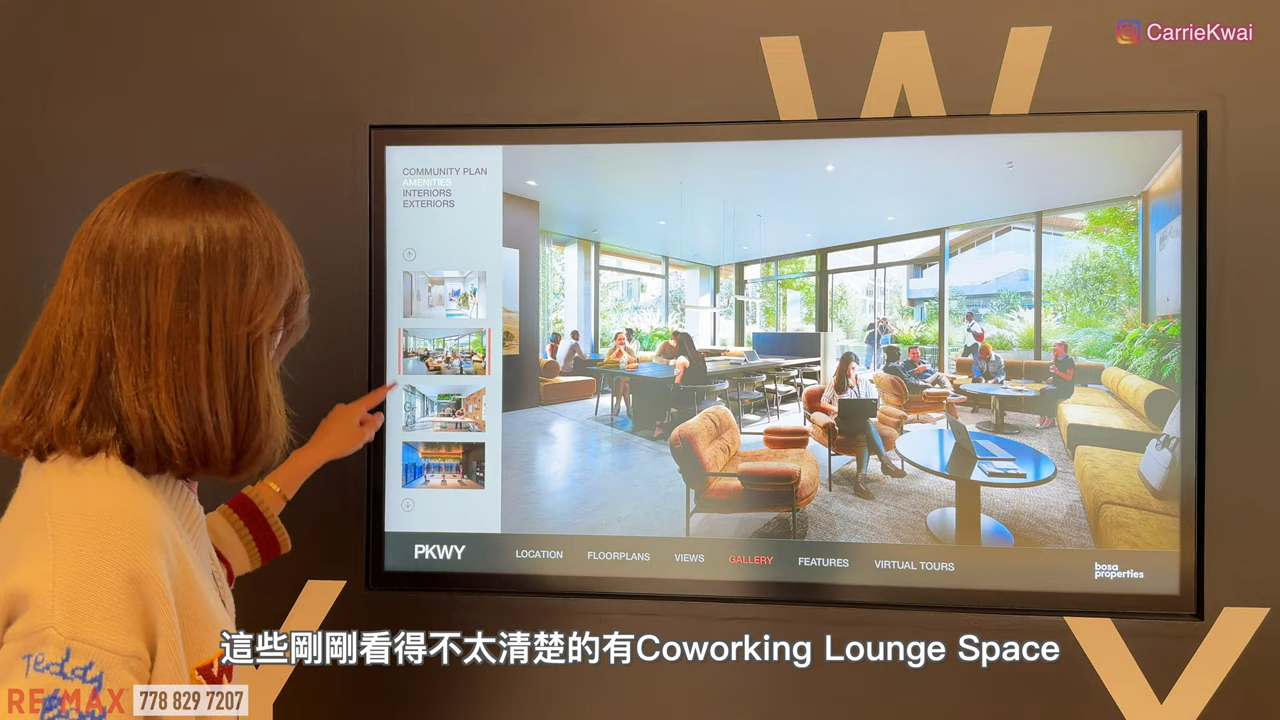 CarrieKwai
W
COMMUNITY PLAN
AMENITIES
INTERIORS
EXTERIORS
PKWY
LOCATION
FLOORPLANS
VIEWS
GALLERY
FEATURES
VIRTUAL TOURS
bosa
properties
Y
這些剛剛看得不太清楚的有Coworking Lounge Space
Teddy
RE/MAX
778 829 7207